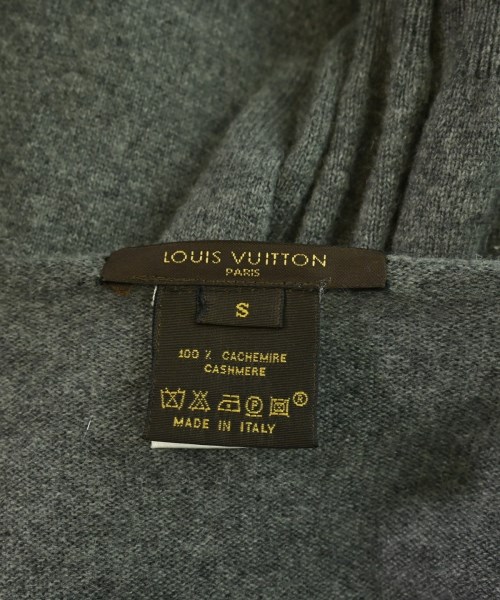 LOUIS VUITTON
PARIS
S
100 % CACHEMIRE
CASHMERE
P
®
MADE IN ITALY